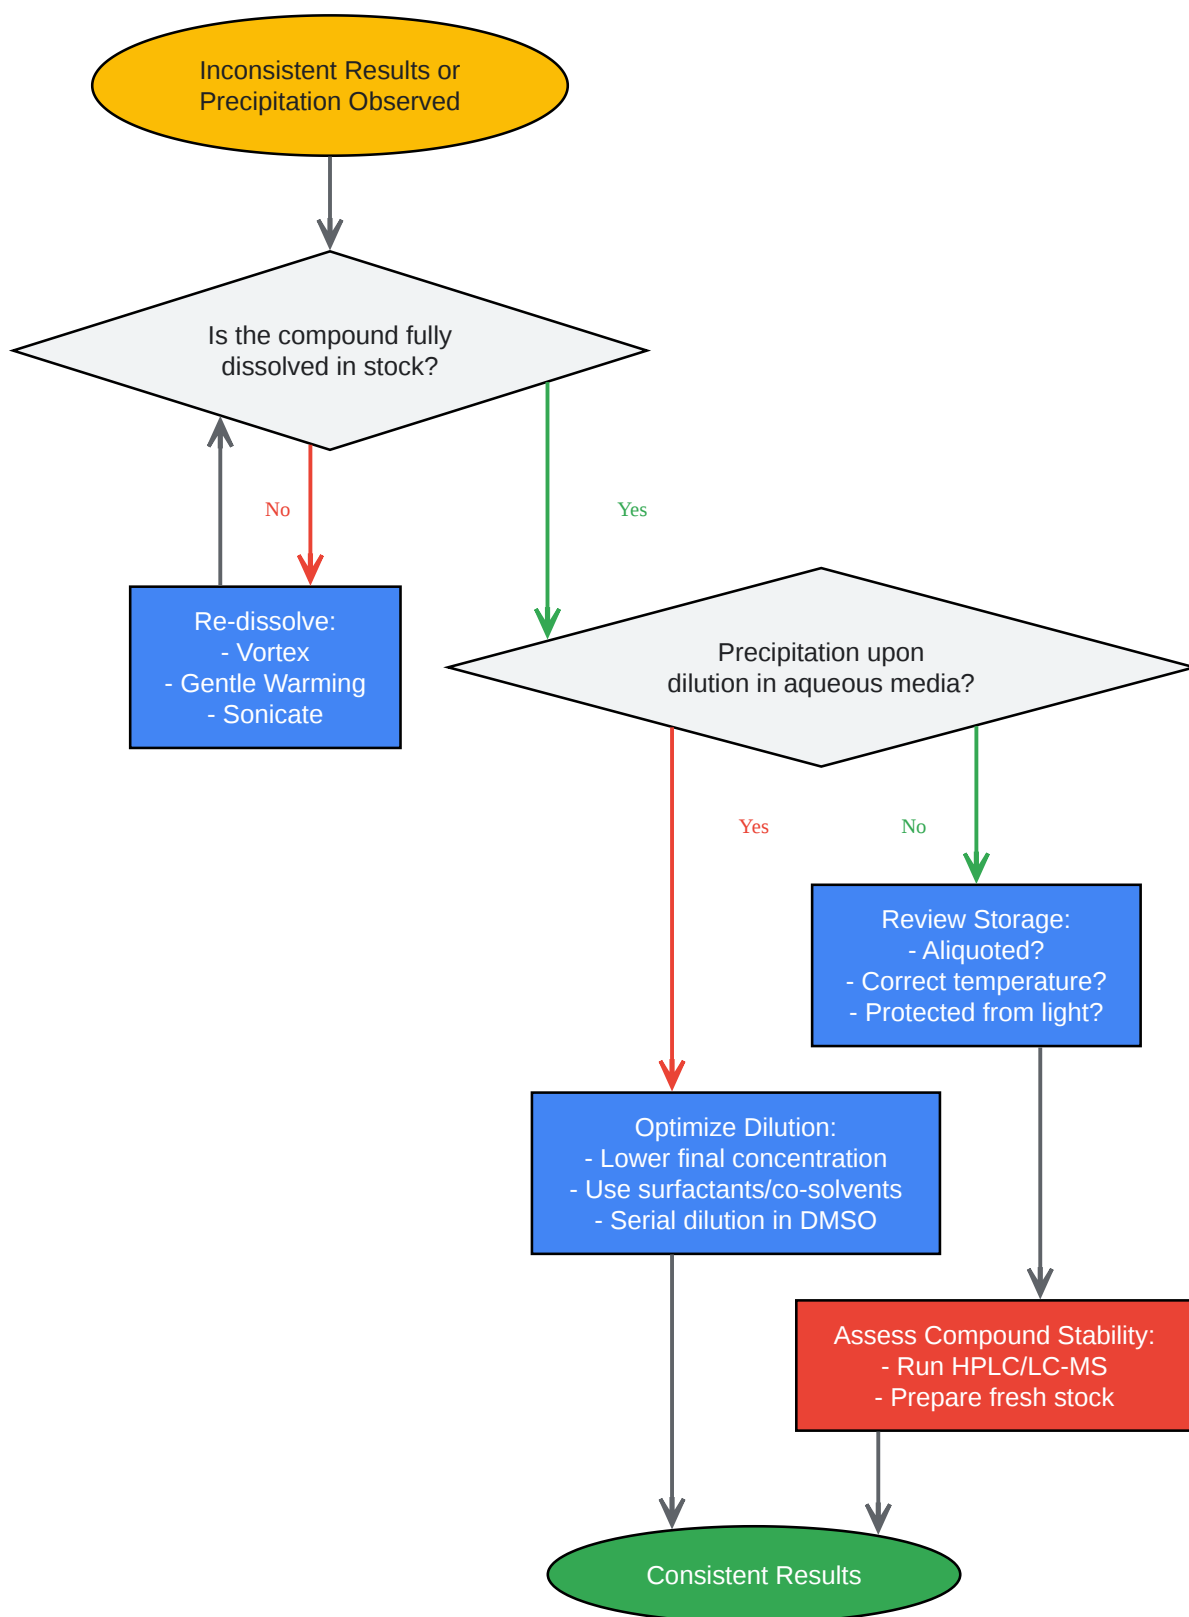 Inconsistent Results or
Precipitation Observed
Is the compound fully
dissolved in stock?
No
Yes
Re-dissolve:
- Vortex
- Gentle Warming
- Sonicate
Precipitation upon
dilution in aqueous media?
Yes
No
Review Storage:
- Aliquoted?
- Correct temperature?
- Protected from light?
Optimize Dilution:
- Lower final concentration
- Use surfactants/co-solvents
- Serial dilution in DMSO
Assess Compound Stability:
- Run HPLC/LC-MS
- Prepare fresh stock
Consistent Results